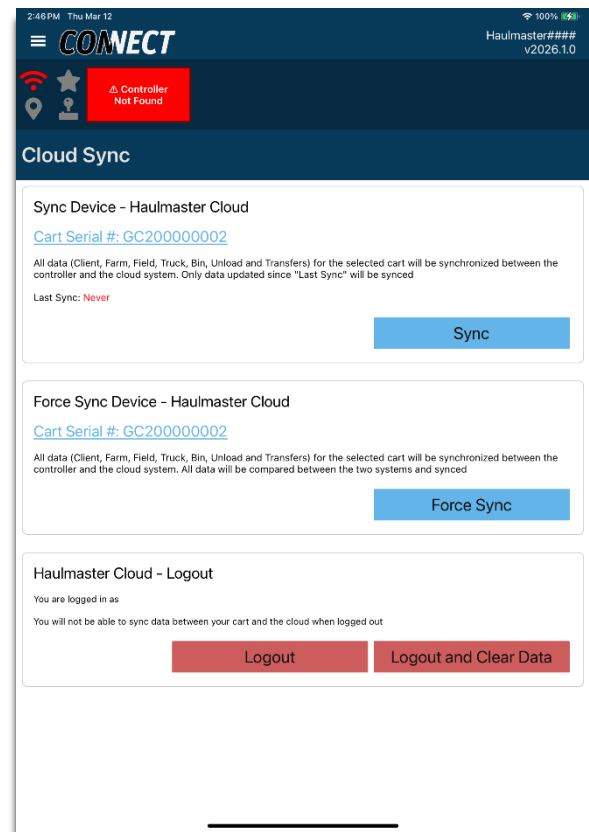 2:46 PM Thu Mar 12
100%
CONNECT
Haulmaster####
v2026.1.0
⚠ Controller
Not Found
Cloud Sync
Sync Device - Haulmaster Cloud
Cart Serial #: GC200000002
All data (Client, Farm, Field, Truck, Bin, Unload and Transfers) for the selected cart will be synchronized between the
controller and the cloud system. Only data updated since "Last Sync" will be synced
Last Sync: Never
Sync
Force Sync Device - Haulmaster Cloud
Cart Serial #: GC200000002
All data (Client, Farm, Field, Truck, Bin, Unload and Transfers) for the selected cart will be synchronized between the
controller and the cloud system. All data will be compared between the two systems and synced
Force Sync
Haulmaster Cloud - Logout
You are logged in as
You will not be able to sync data between your cart and the cloud when logged out
Logout
Logout and Clear Data